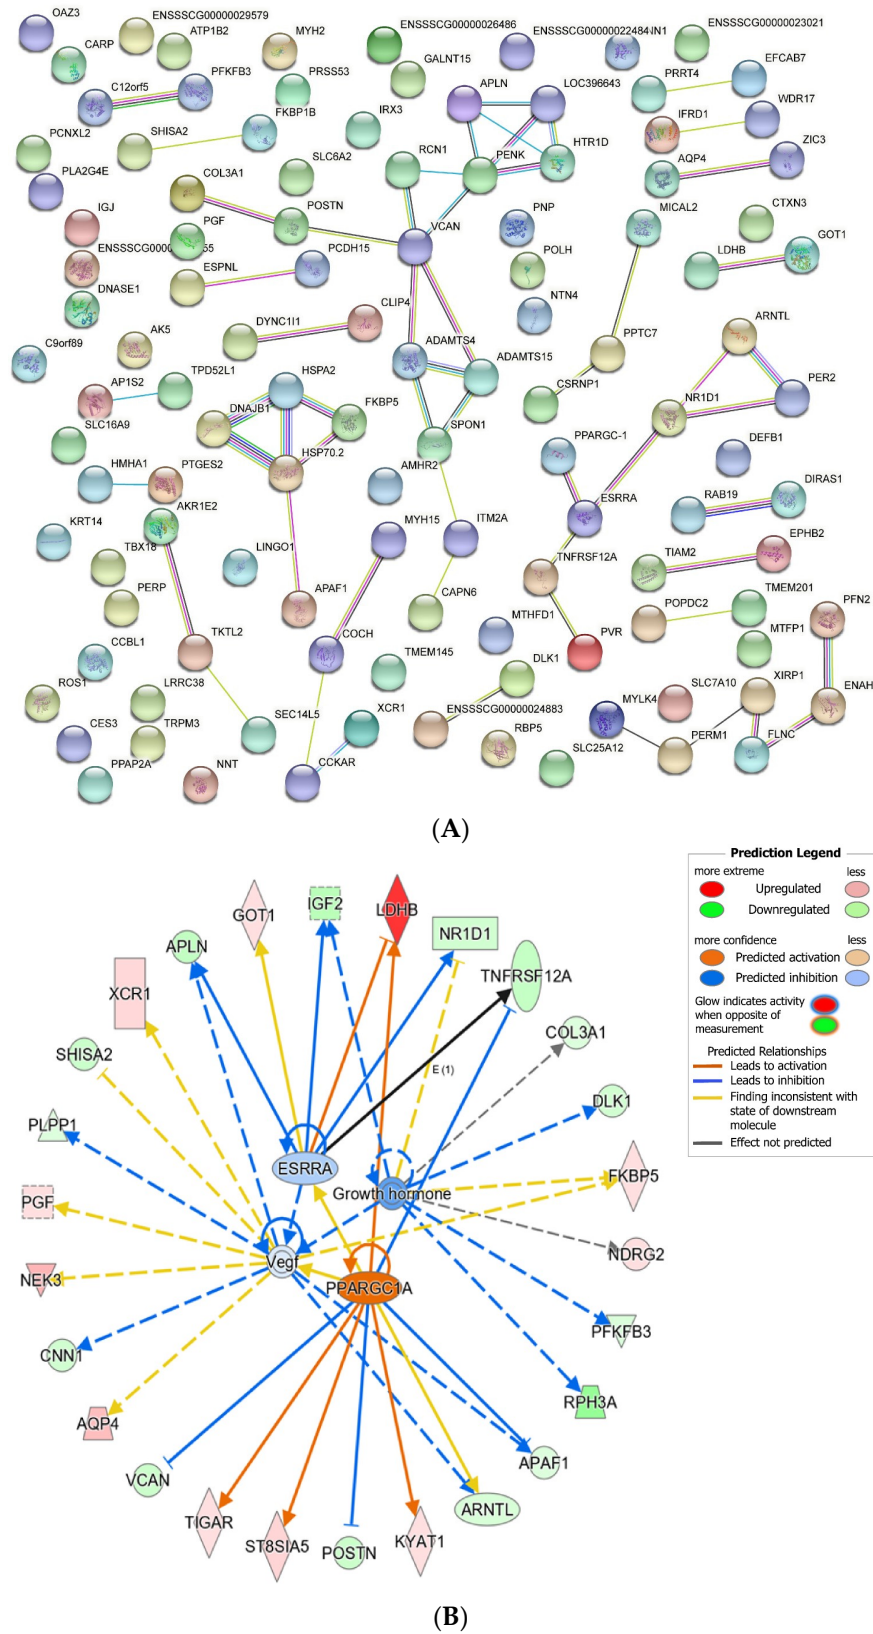 OAZ3
ENSSSCG00000029579
ATP1B2
MYH2
ENSSSCG00000026486
ENSSSCG00000022484
NN1
ENSSSCG00000023021
CARP
GALNT15
C12orf5
PFKFB3
PRSS53
APLN
LOC396643
PRRT4
EFCAB7
FKBP1B
IRX3
IFRD1
WDR17
PCNXL2
SHISA2
RCN1
PENK
HTR1D
ZIC3
SLC6A2
AQP4
PLA2G4E
COL3A1
POSTN
IGJ
PGF
VCAN
PNP
MICAL2
CTXN3
GOT1
ENSSSCG0000
55
PCDH15
POLH
LDHB
ESPNL
DNASE1
NTN4
CLIP4
DYNC1I1
ARNTL
AK5
ADAMTS4
PPTC7
C9orf89
ADAMTS15
TPD52L1
HSPA2
AP1S2
CSRNP1
PER2
NR1D1
DNAJB1
FKBP5
SPON1
SLC16A9
PPARGC-1
DEFB1
HSP70.2
HMHA1
PTGES2
AMHR2
DIRAS1
RAB19
AKR1E2
ESRRA
KRT14
MYH15
ITM2A
EPHB2
TBX18
LINGO1
TNFRSF12A
TIAM2
PERP
APAF1
CAPN6
TMEM201
POPDC2
MTHFD1
PFN2
TKTL2
COCH
PVR
MTFP1
CCBL1
TMEM145
DLK1
ROS1
LRRC38
SLC7A10
XIRP1
ENAH
MYLK4
SEC14L5
XCR1
ENSSSCG00000024883
CES3
TRPM3
RBP5
PERM1
FLNC
SLC25A12
PPAP2A
NNT
CCKAR
(A)
Prediction Legend
more extreme
less
Upregulated
Downregulated
more confidence
less
Predicted activation
Predicted inhibition
Glow indicates activity
when opposite of
measurement
Predicted Relationships
Leads to activation
Leads to inhibition
Finding inconsistent with
state of downstream
molecule
Effect not predicted
GOT1
IGF2
LDHB
NR1D1
APLN
TNFRSF12A
XCR1
COL3A1
SHISA2
E (1)
DLK1
PLPP1
ESRRA
FKBP5
Growth hormone
PGF
NDRG2
Vegf
NEK3
PPARGC1A
PFKFB3
CNN1
RPH3A
AQP4
APAF1
VCAN
ARNTL
TIGAR
ST8SIA5
POSTN
KYAT1
(B)